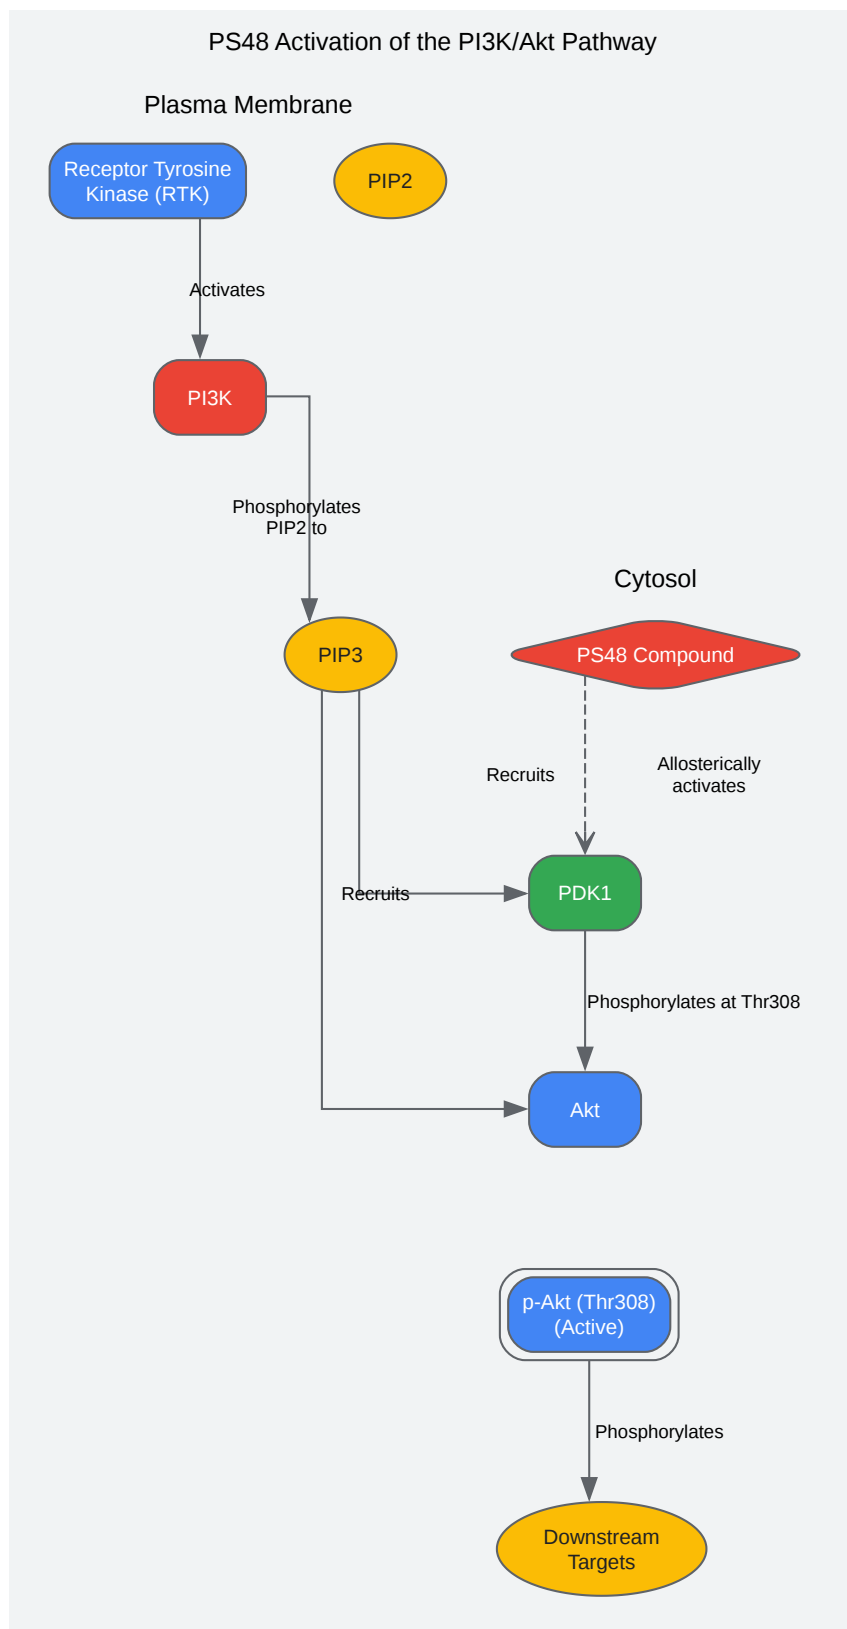 PS48 Activation of the PI3K/Akt Pathway
Plasma Membrane
Receptor Tyrosine
Kinase (RTK)
PIP2
Activates
PI3K
Phosphorylates
PIP2 to
Cytosol
PIP3
PS48 Compound
Recruits
Allosterically
activates
Recruits
PDK1
Phosphorylates at Thr308
Akt
p-Akt (Thr308)
(Active)
Phosphorylates
Downstream
Targets